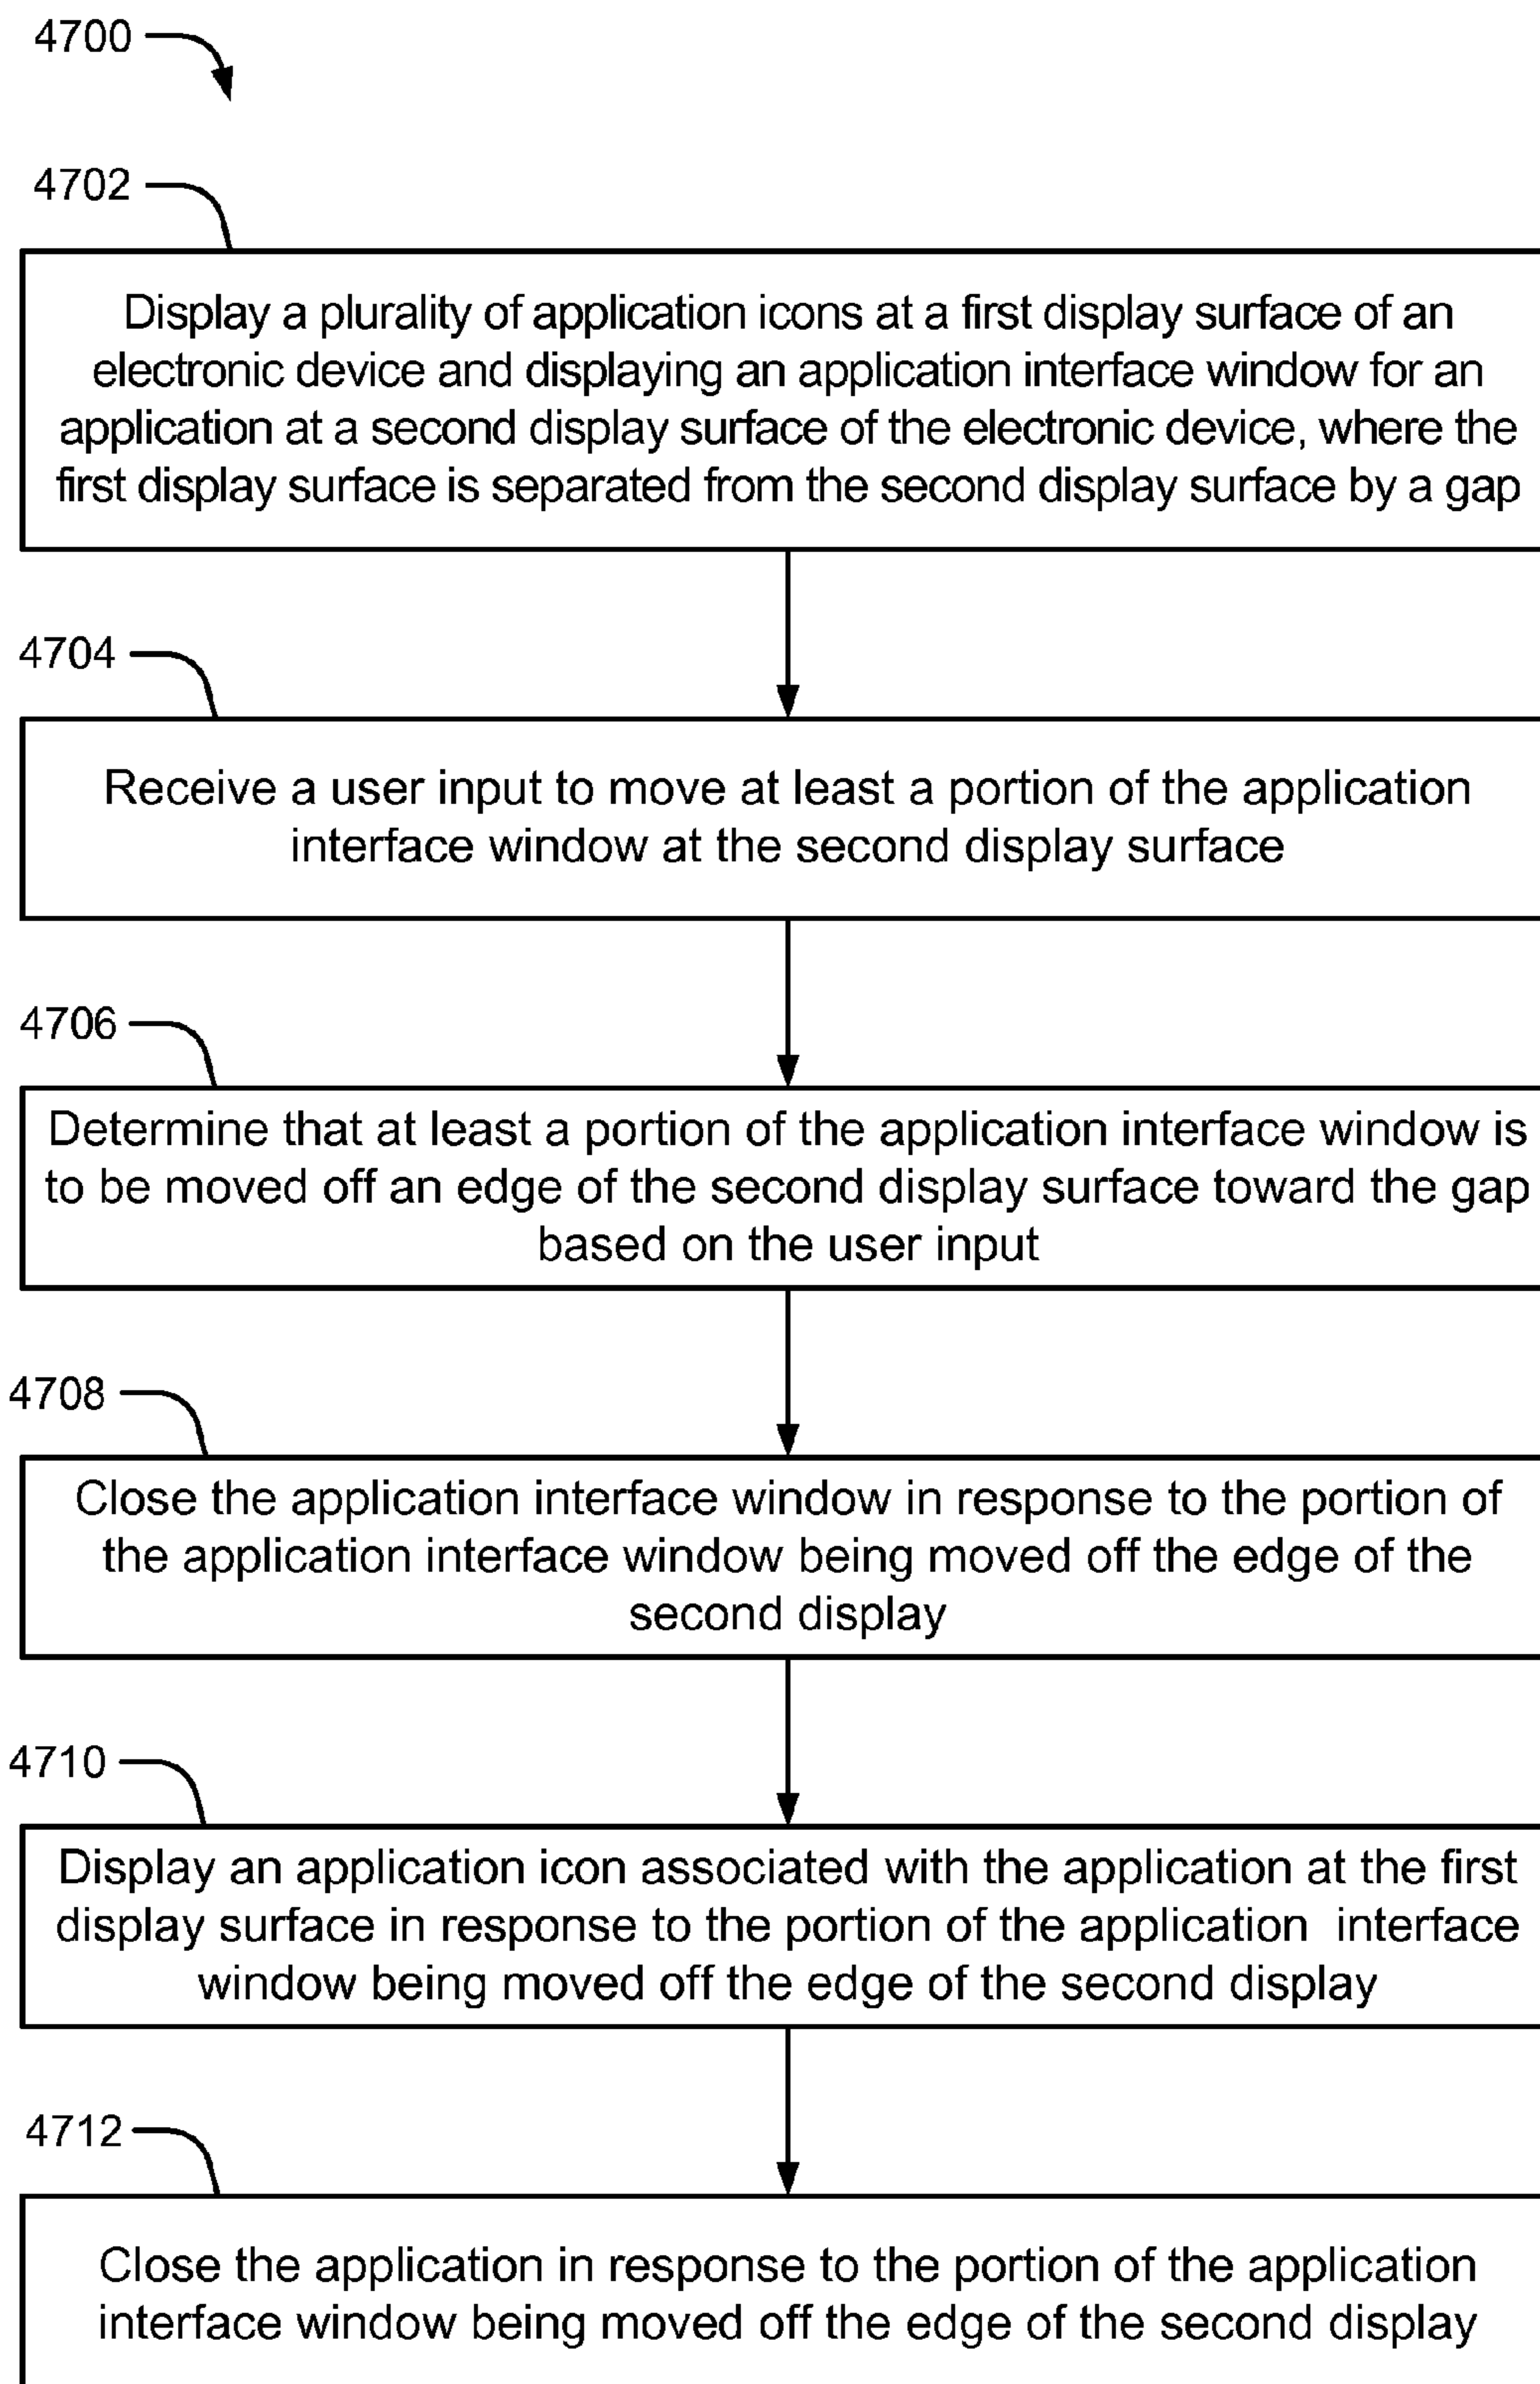 4700
4702
Display a plurality of application icons at a first display surface of an
electronic device and displaying an application interface window for an
application at a second display surface of the electronic device, where the
first display surface is separated from the second display surface by a gap
4704
Receive a user input to move at least a portion of the application
interface window at the second display surface
4706
Determine that at least a portion of the application interface window is
to be moved off an edge of the second display surface toward the gap
based on the user input
4708
Close the application interface window in response to the portion of
the application interface window being moved off the edge of the
second display
4710
Display an application icon associated with the application at the first
display surface in response to the portion of the application interface
window being moved off the edge of the second display
4712
Close the application in response to the portion of the application
interface window being moved off the edge of the second display